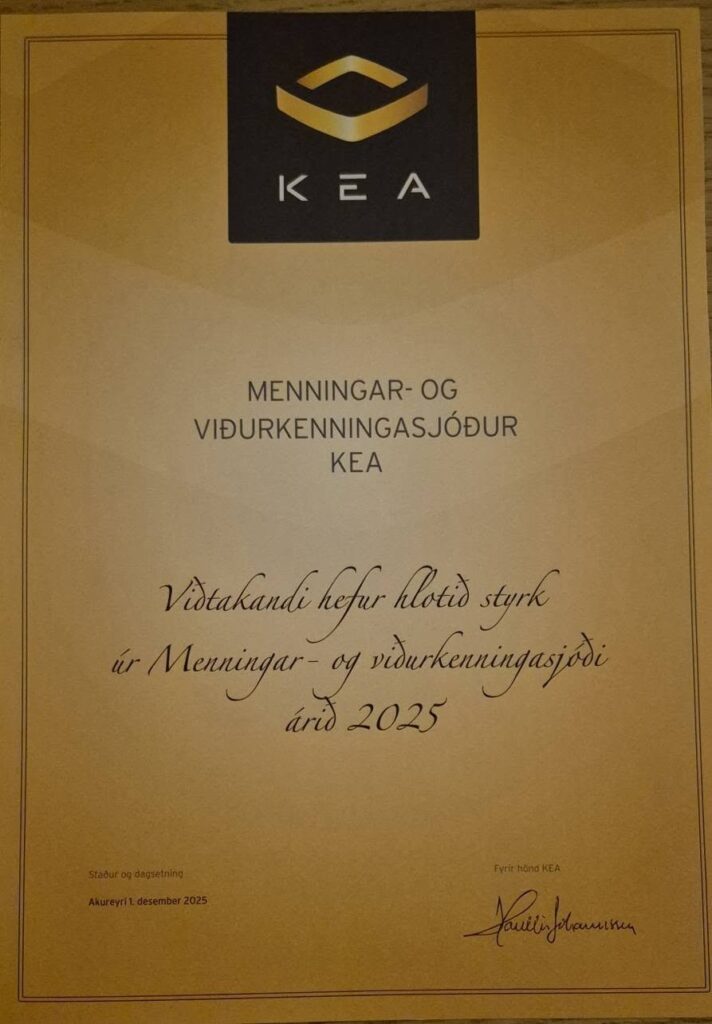 KEA
MENNINGAR- OG
VIÐURKENNINGASJÓÐUR
KEA
Viðtakandi hefur hlotið styrk
úr Menningar- og viðurkenningasjóði
árið 2025
Staður og dagsetning
Akureyri 1. desember 2025
Fyrir hönd KEA